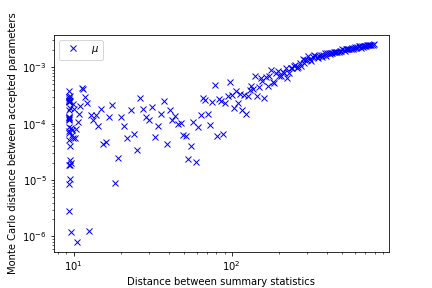 Monte Carlo distance between accepted parameters
μ
10⁻³
10⁻⁴
10⁻⁵
10⁻⁶
10¹ 10²
Distance between summary statistics